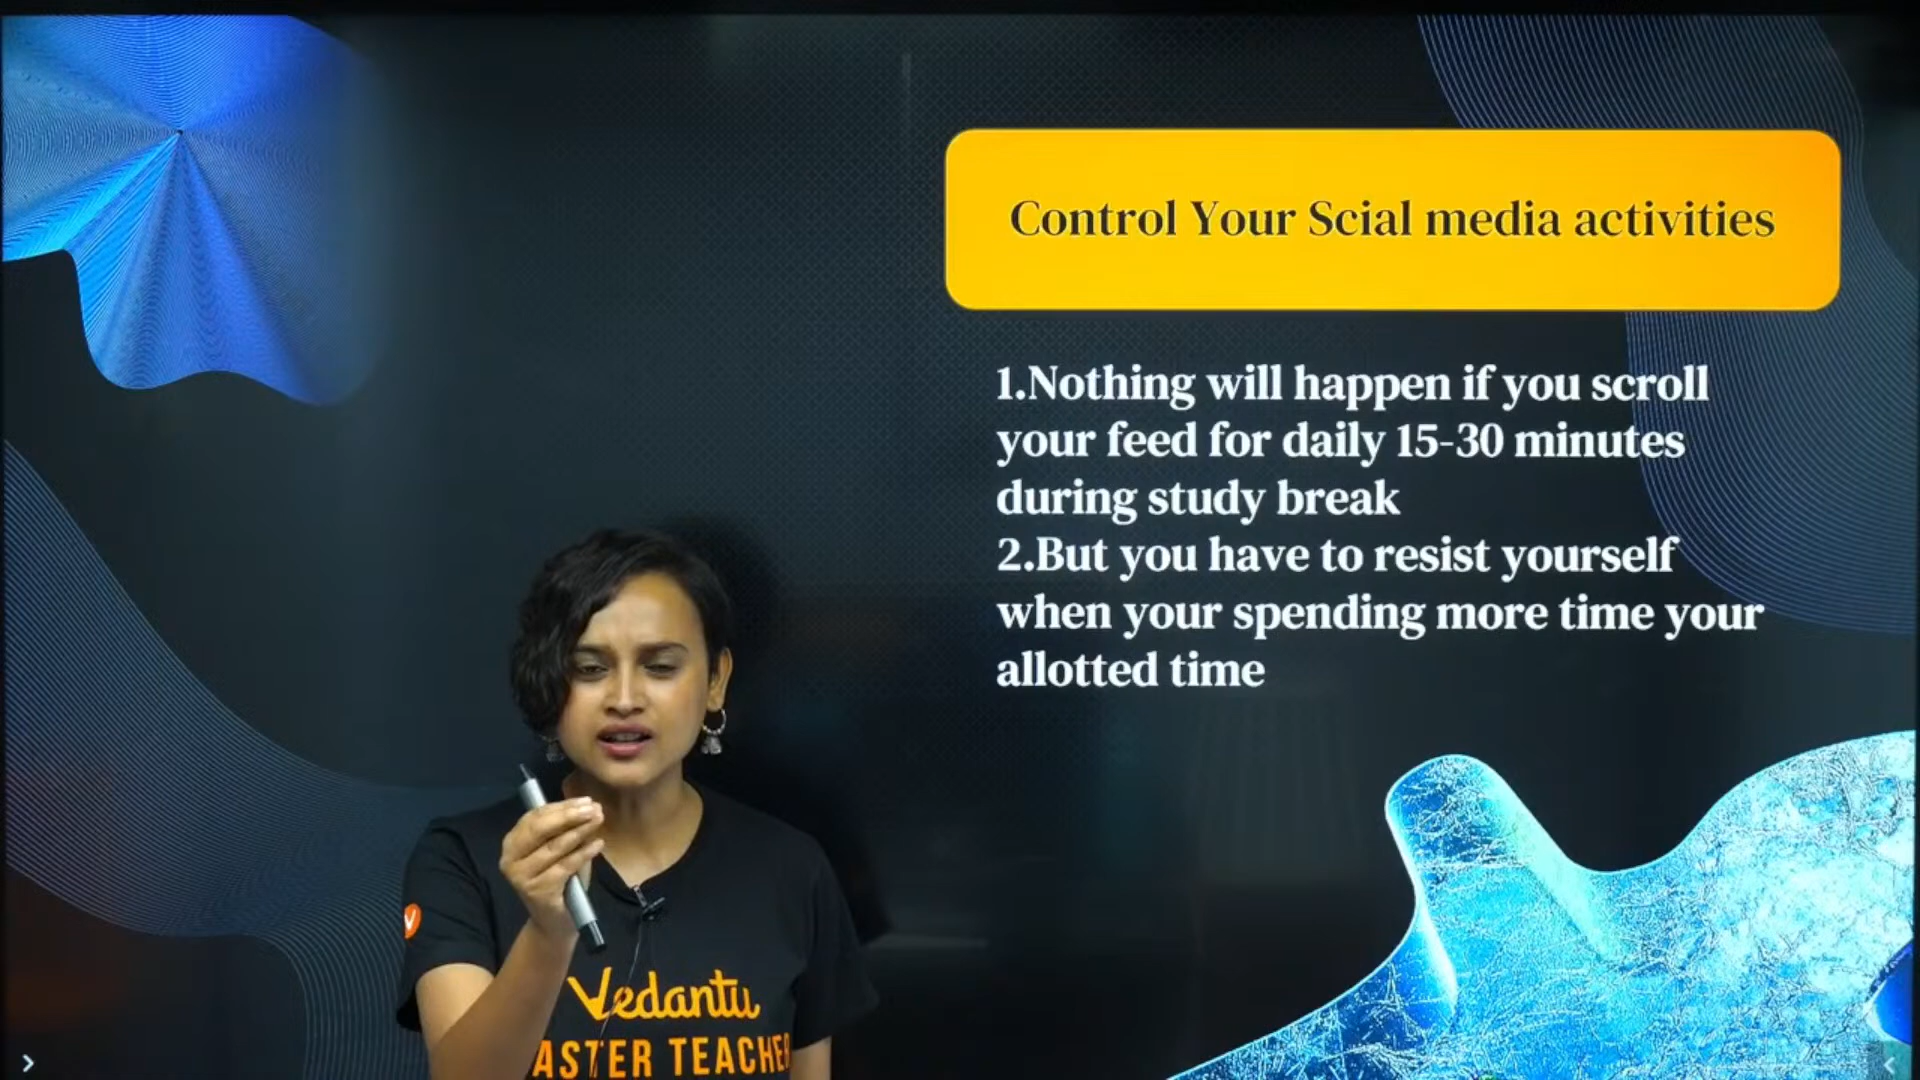 Control Your Scial media activities
1.Nothing will happen if you scroll
your feed for daily 15-30 minutes
during study break
2.But you have to resist yourself
when your spending more time your
allotted time
Vedantu
ASTER TEACHER